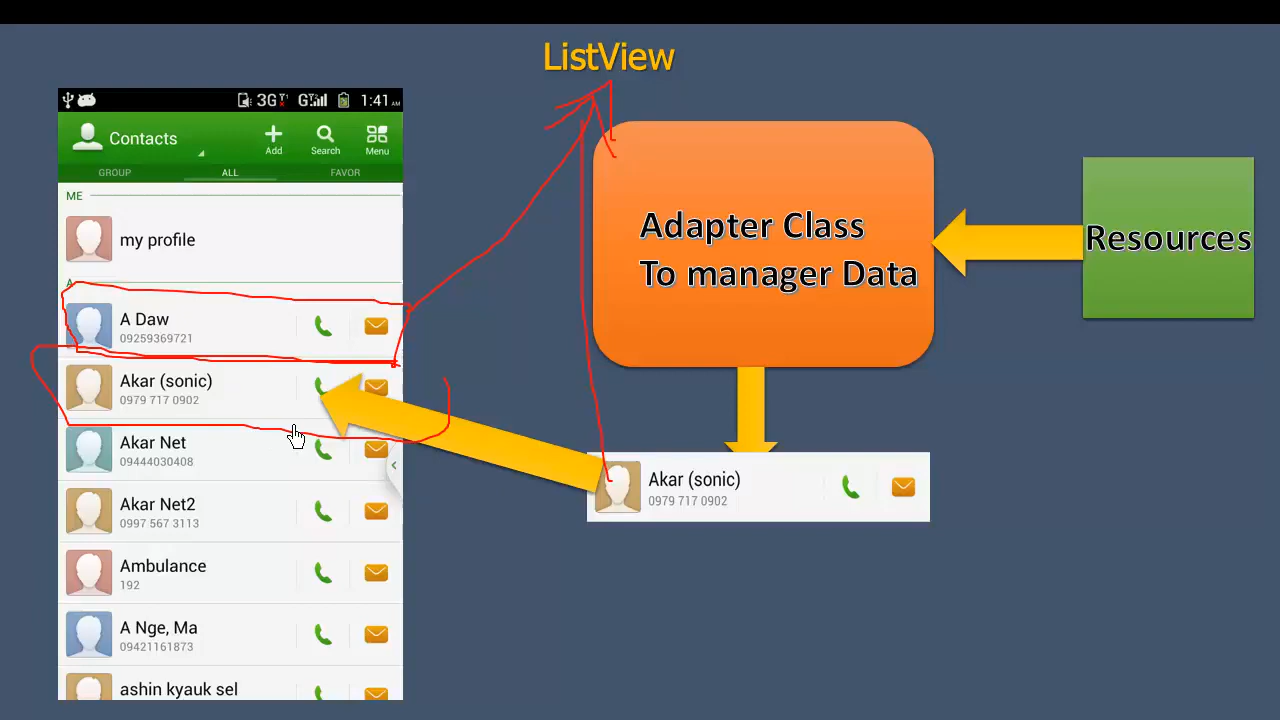 ListView
3G
G
1:41 AM
Contacts
Add
Search
Menu
GROUP
ALL
FAVOR
ME
my profile
A
A Daw
09259369721
Akar (sonic)
0979 717 0902
Akar Net
09444030408
Akar Net2
0997 567 3113
Ambulance
192
A Nge, Ma
09421161873
ashin kyauk sel
Adapter Class
To manager Data
Resources
Akar (sonic)
0979 717 0902